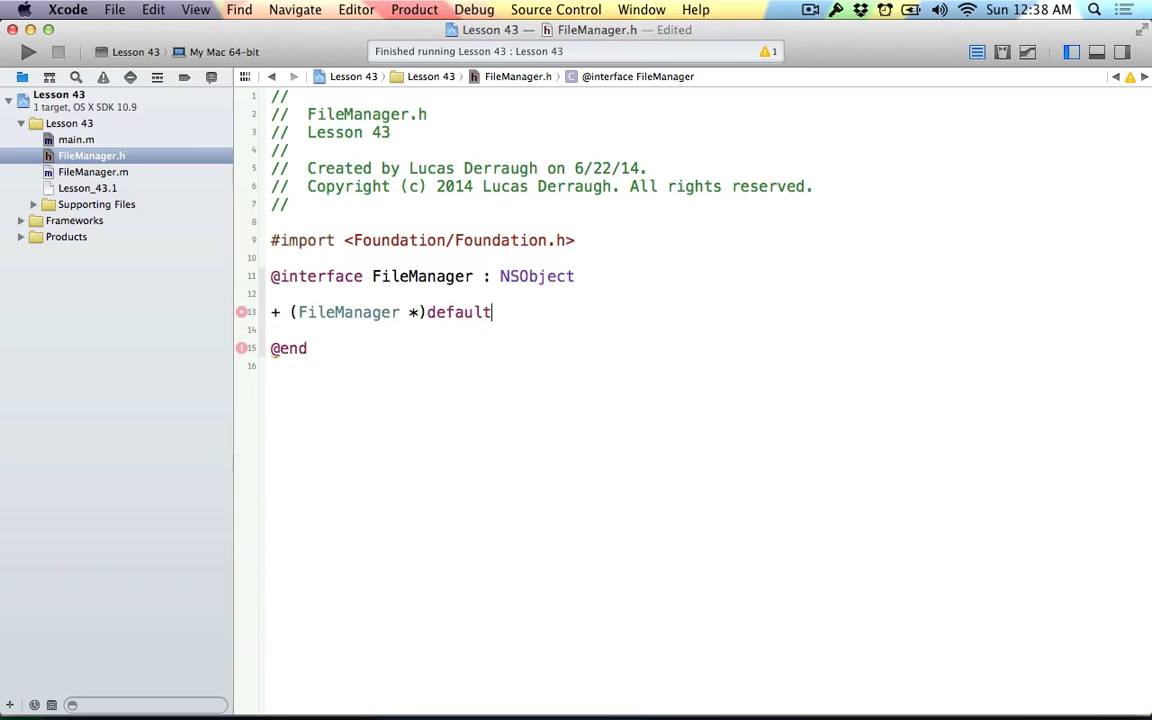 Xcode File Edit View Find Navigate Editor Product Debug Source Control Window Help Sun 12:38 AM
Lesson 43 — FileManager.h — Edited
Lesson 43 My Mac 64-bit Finished running Lesson 43 : Lesson 43 1
Lesson 43 Lesson 43 FileManager.h @interface FileManager
Lesson 43
1 target, OS X SDK 10.9
Lesson 43
main.m
FileManager.h
FileManager.m
Lesson_43.1
Supporting Files
Frameworks
Products
1 //
2 // FileManager.h
3 // Lesson 43
4 //
5 // Created by Lucas Derraugh on 6/22/14.
6 // Copyright (c) 2014 Lucas Derraugh. All rights reserved.
7 //
8
9 #import <Foundation/Foundation.h>
10
11 @interface FileManager : NSObject
12
13 + (FileManager *)default
14
15 @end
16